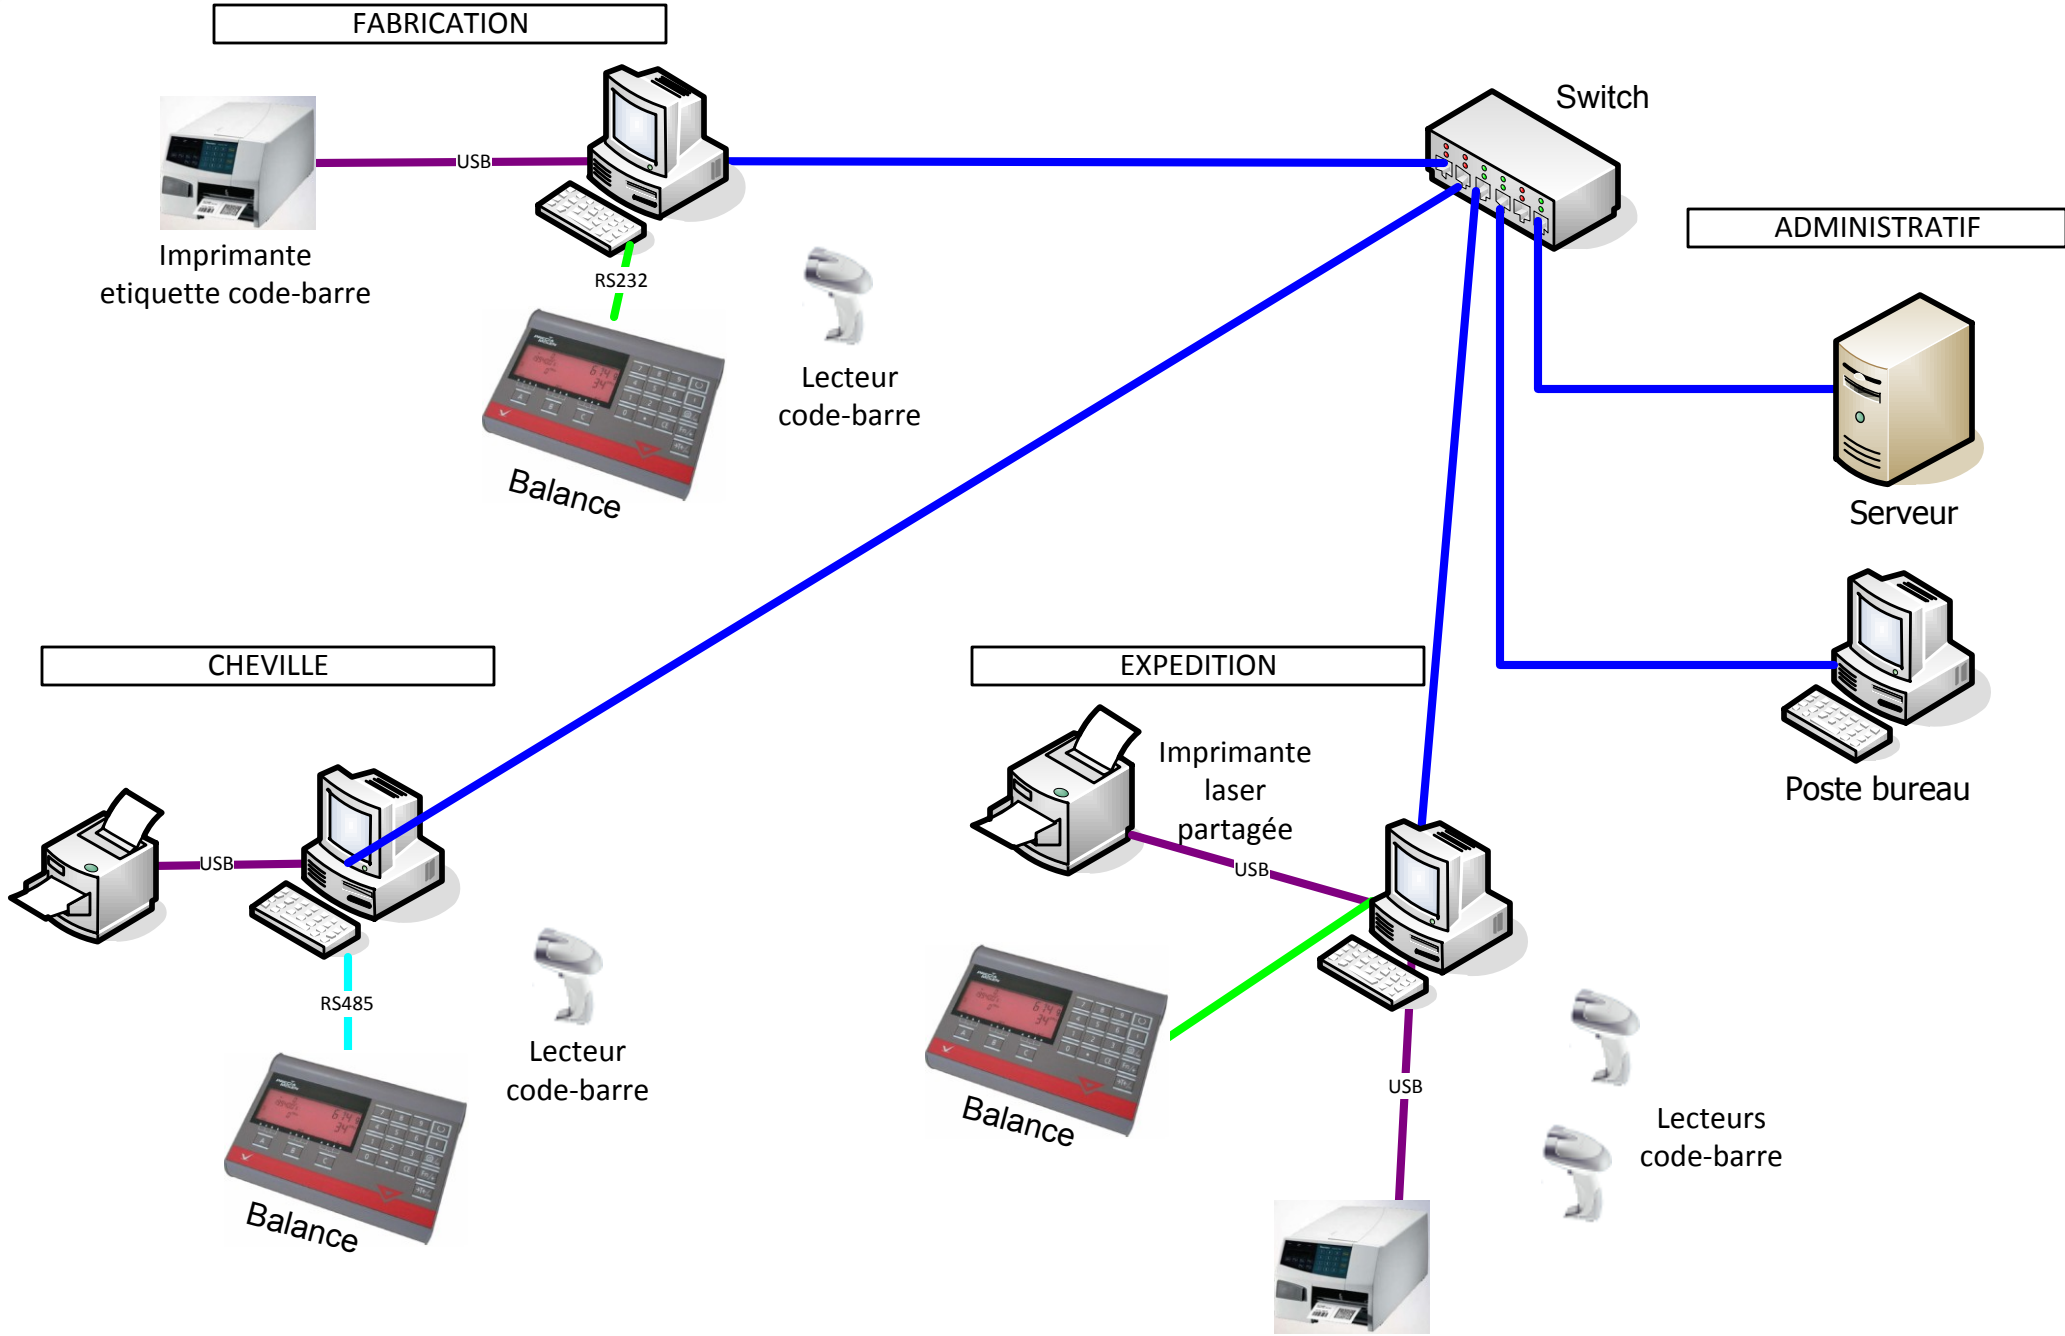 FABRICATION
Switch
USB
Imprimante
etiquette code-barre
RS232
ADMINISTRATIF
Lecteur
code-barre
Balance
Serveur
CHEVILLE
EXPEDITION
Imprimante
laser
partagée
Poste bureau
USB
USB
RS485
Lecteur
code-barre
Balance
Balance
USB
Lecteurs
code-barre